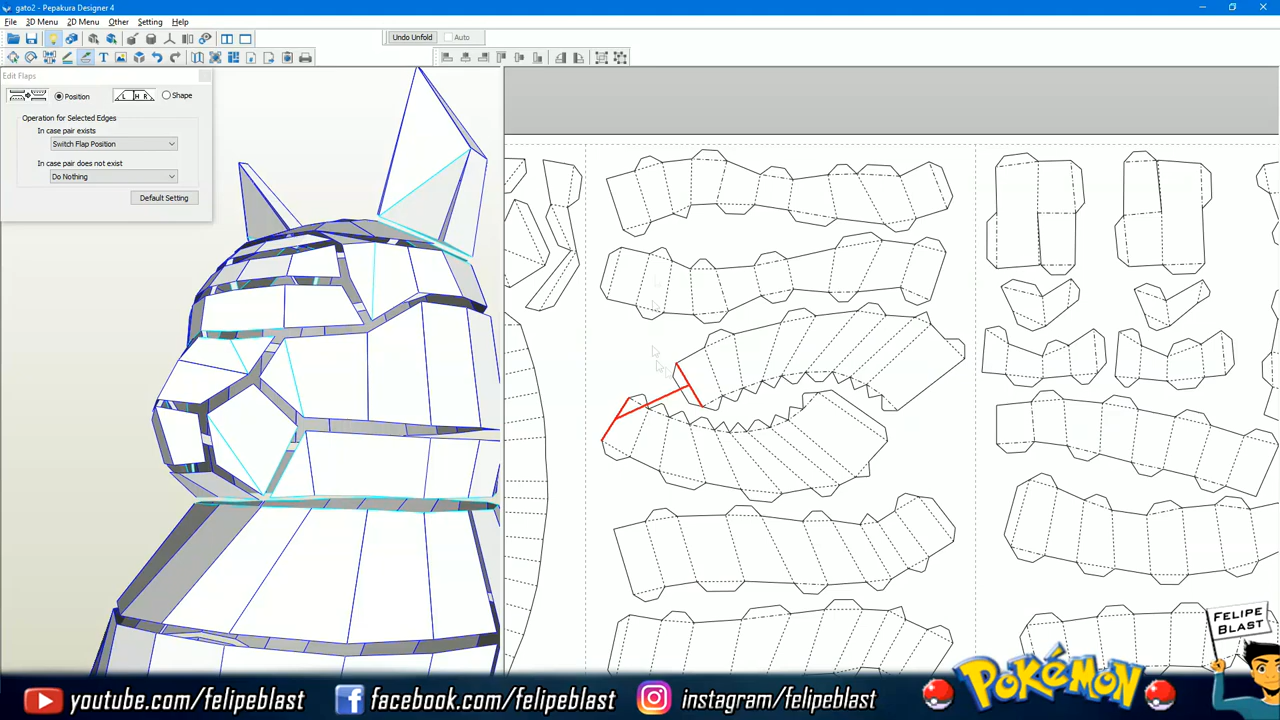 gato2 - Pepakura Designer 4
File 3D Menu 2D Menu Other Setting Help
Undo Unfold Auto
Edit Flaps
Position L H R Shape
Operation for Selected Edges
In case pair exists
Switch Flap Position
In case pair does not exist
Do Nothing
Default Setting
FELIPE
BLAST
youtube.com/felipeblast facebook.com/felipeblast instagram/felipeblast POKéMON